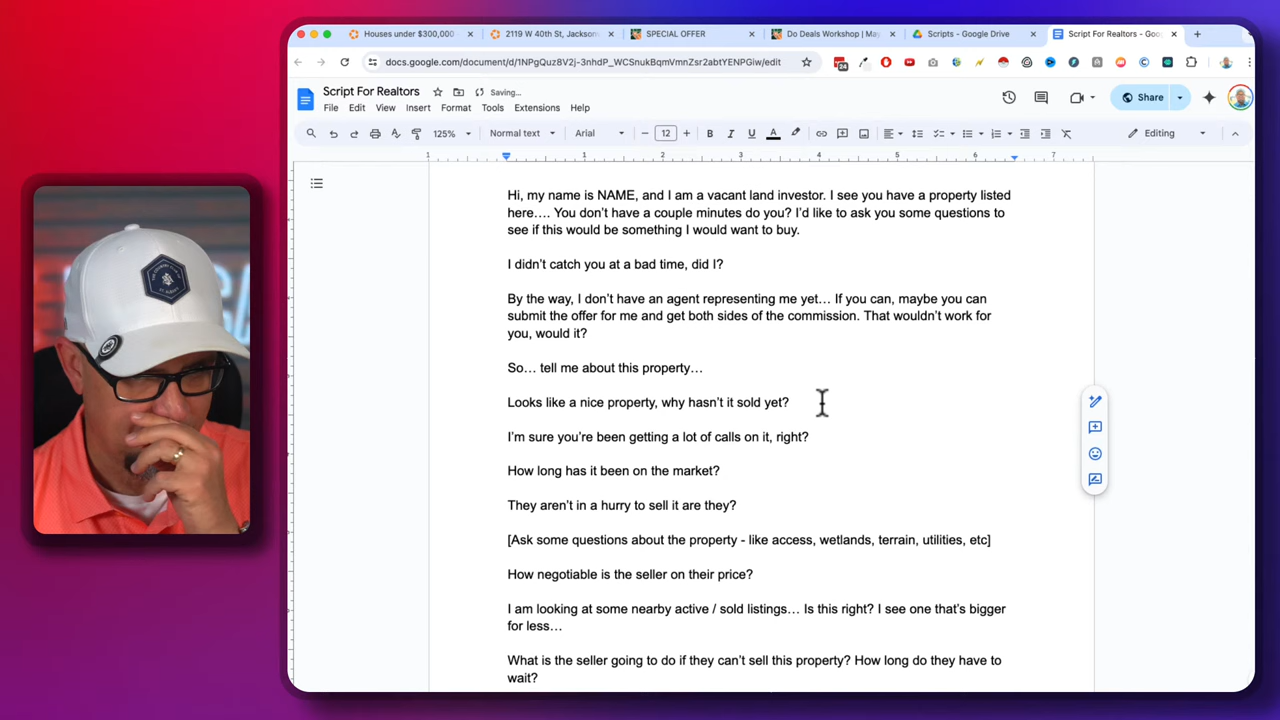 Houses under $300,000
2119 W 40th St, Jackson
SPECIAL OFFER
Do Deals Workshop | May
Scripts - Google Drive
Script For Realtors - Goo
docs.google.com/document/d/1NPgQuz8V2j-3nhdP_WCSnukBqmVmnZsr2abtYENPGiw/edit
24
Script For Realtors
Saving...
File Edit View Insert Format Tools Extensions Help
Share
125% Normal text Arial 12 Editing
1 1 2 3 4 5 6 7
Hi, my name is NAME, and I am a vacant land investor. I see you have a property listed
here…. You don’t have a couple minutes do you? I’d like to ask you some questions to
see if this would be something I would want to buy.
I didn’t catch you at a bad time, did I?
By the way, I don’t have an agent representing me yet… If you can, maybe you can
submit the offer for me and get both sides of the commission. That wouldn’t work for
you, would it?
So… tell me about this property…
Looks like a nice property, why hasn’t it sold yet?
I’m sure you’re been getting a lot of calls on it, right?
How long has it been on the market?
They aren’t in a hurry to sell it are they?
[Ask some questions about the property - like access, wetlands, terrain, utilities, etc]
How negotiable is the seller on their price?
I am looking at some nearby active / sold listings… Is this right? I see one that’s bigger
for less…
What is the seller going to do if they can’t sell this property? How long do they have to
wait?